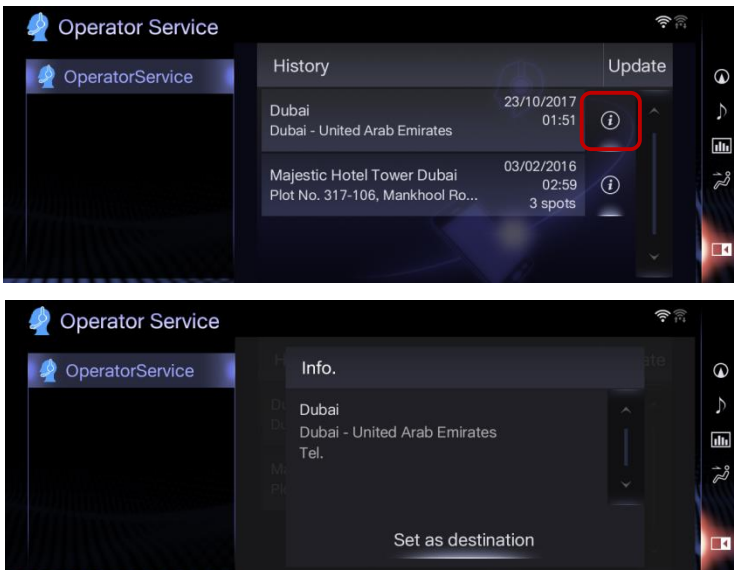 Operator Service
OperatorService
History
Update
Dubai
Dubai - United Arab Emirates
23/10/2017
01:51
Majestic Hotel Tower Dubai
Plot No. 317-106, Mankhool Ro...
03/02/2016
02:59
3 spots
Operator Service
OperatorService
Info.
Dubai
Dubai - United Arab Emirates
Tel.
Set as destination